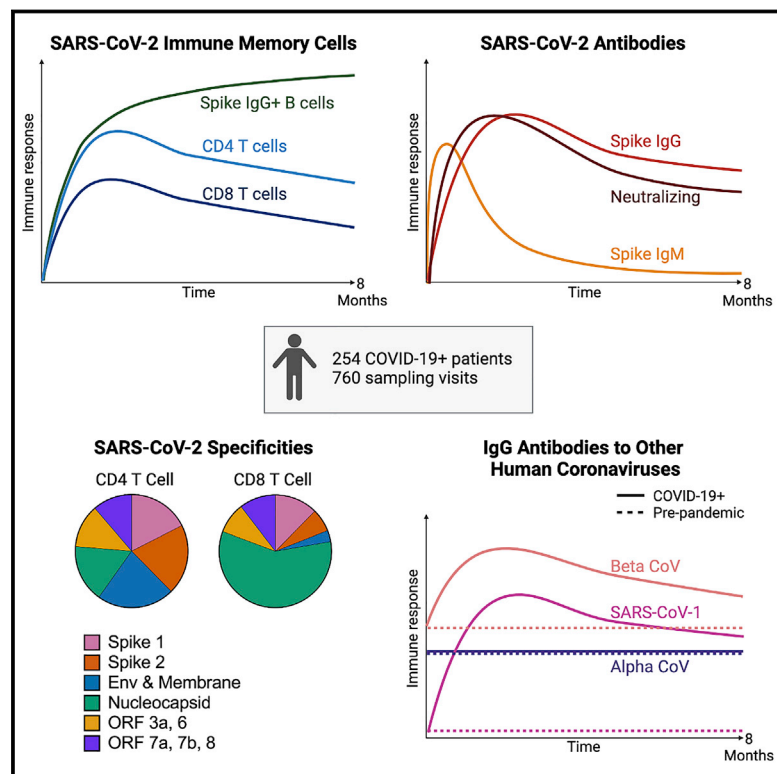 SARS-CoV-2 Immune Memory Cells
Immune response
Spike IgG+ B cells
CD4 T cells
CD8 T cells
Time
8
Months
SARS-CoV-2 Antibodies
Immune response
Spike IgG
Neutralizing
Spike IgM
Time
8
Months
254 COVID-19+ patients
760 sampling visits
SARS-CoV-2 Specificities
CD4 T Cell
CD8 T Cell
Spike 1
Spike 2
Env & Membrane
Nucleocapsid
ORF 3a, 6
ORF 7a, 7b, 8
IgG Antibodies to Other
Human Coronaviruses
COVID-19+
Pre-pandemic
Immune response
Beta CoV
SARS-CoV-1
Alpha CoV
Time
8
Months